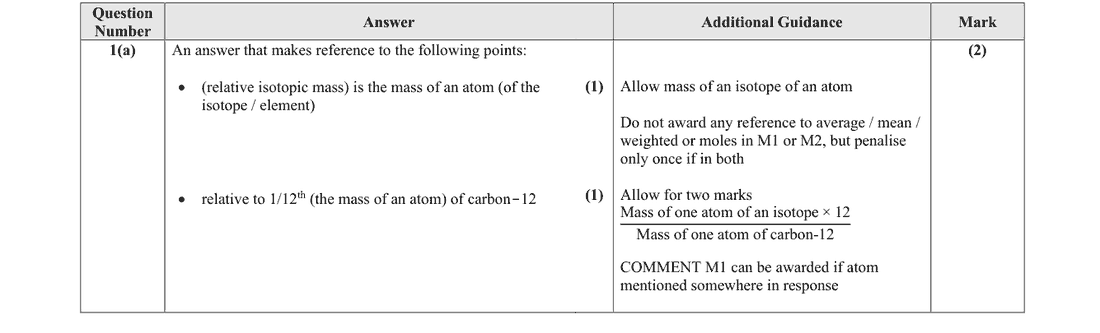 Question Number	Answer	Additional Guidance	Mark
1(a)	An answer that makes reference to the following points:	(2)
• (relative isotopic mass) is the mass of an atom (of the
isotope / element)
(1)
Allow mass of an isotope of an atom
Do not award any reference to average / mean /
weighted or moles in M1 or M2, but penalise
only once if in both
• relative to 1/12th (the mass of an atom) of carbon–12
(1)
Allow for two marks
Mass of one atom of an isotope × 12
Mass of one atom of carbon-12
COMMENT M1 can be awarded if atom
mentioned somewhere in response